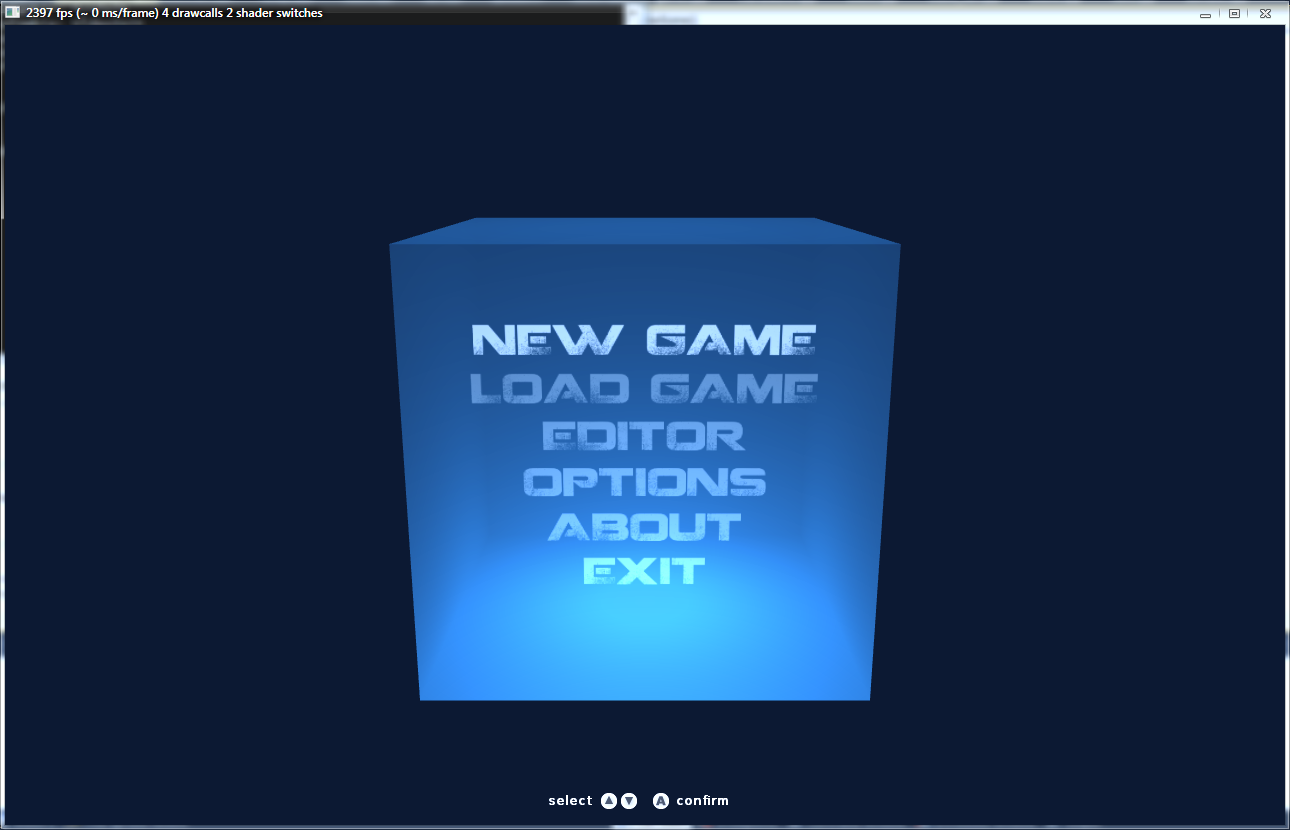 2397 fps (~ 0 ms/frame) 4 drawcalls 2 shader switches
NEW GAME
LOAD GAME
EDITOR
OPTIONS
ABOUT
EXIT
select ▲ ▼ A confirm